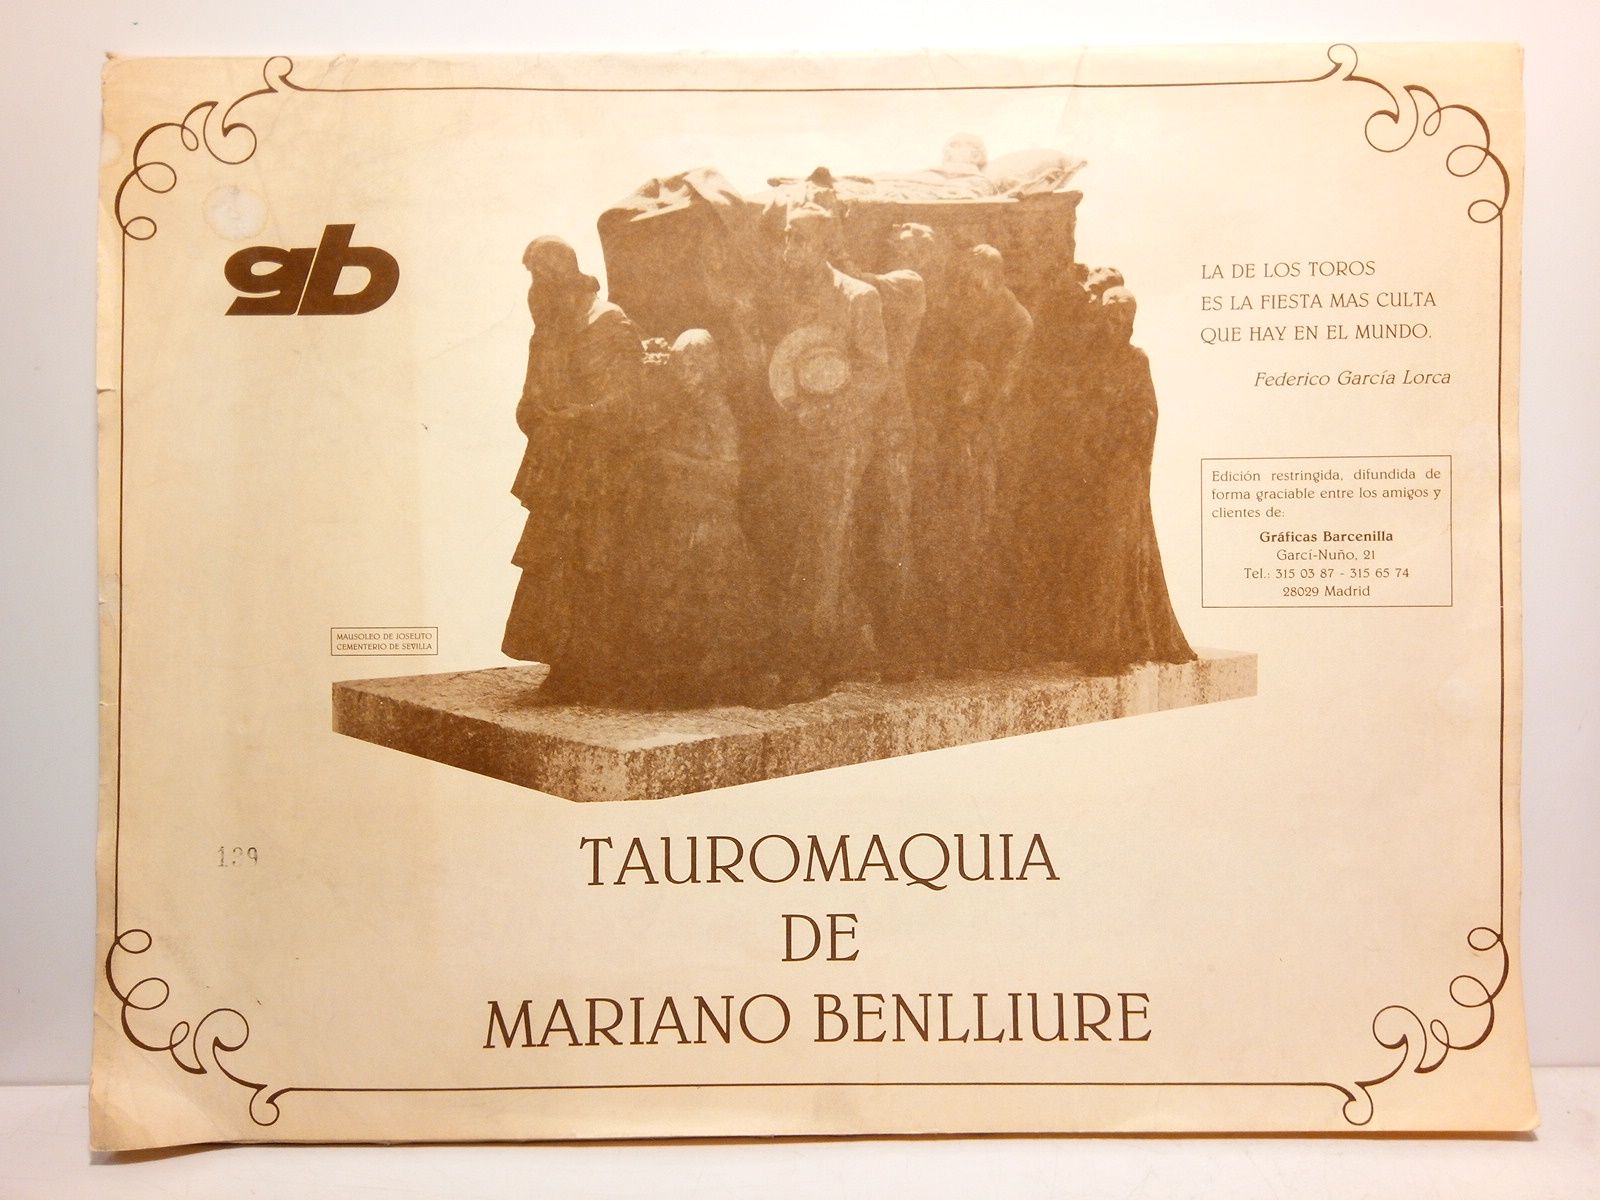 gb
LA DE LOS TOROS
ES LA FIESTA MAS CULTA
QUE HAY EN EL MUNDO.
Federico García Lorca
Edición restringida, difundida de
forma graciable entre los amigos y
clientes de:
Gráficas Barcenilla
Garcí-Nuño, 21
Tel.: 315 03 87 - 315 65 74
28029 Madrid
MAUSOLEO DE JOSELITO
CEMENTERIO DE SEVILLA
139
TAUROMAQUIA
DE
MARIANO BENLLIURE